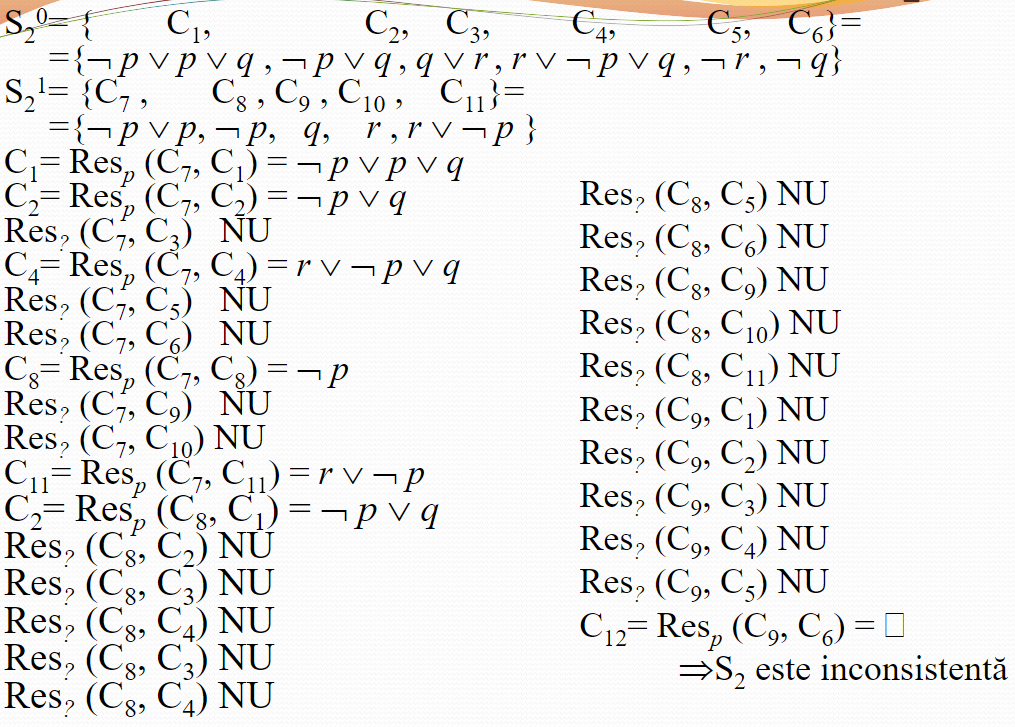 S₂⁰= { C₁, C₂, C₃, C₄, C₅, C₆}=
={¬ p ∨ p ∨ q , ¬ p ∨ q , q ∨ r , r ∨ ¬ p ∨ q , ¬ r , ¬ q}
S₂¹= {C₇ , C₈ , C₉ , C₁₀ , C₁₁}=
={¬ p ∨ p, ¬ p, q, r , r ∨ ¬ p }
C₁= Resₚ (C₇, C₁) = ¬ p ∨ p ∨ q
C₂= Resₚ (C₇, C₂) = ¬ p ∨ q
Res? (C₇, C₃) NU
C₄= Resₚ (C₇, C₄) = r ∨ ¬ p ∨ q
Res? (C₇, C₅) NU
Res? (C₇, C₆) NU
C₈= Resₚ (C₇, C₈) = ¬ p
Res? (C₇, C₉) NU
Res? (C₇, C₁₀) NU
C₁₁= Resₚ (C₇, C₁₁) = r ∨ ¬ p
C₂= Resₚ (C₈, C₁) = ¬ p ∨ q
Res? (C₈, C₂) NU
Res? (C₈, C₃) NU
Res? (C₈, C₄) NU
Res? (C₈, C₃) NU
Res? (C₈, C₄) NU
Res? (C₈, C₅) NU
Res? (C₈, C₆) NU
Res? (C₈, C₉) NU
Res? (C₈, C₁₀) NU
Res? (C₈, C₁₁) NU
Res? (C₉, C₁) NU
Res? (C₉, C₂) NU
Res? (C₉, C₃) NU
Res? (C₉, C₄) NU
Res? (C₉, C₅) NU
C₁₂= Resₚ (C₉, C₆) = □
⇒S₂ este inconsistentă